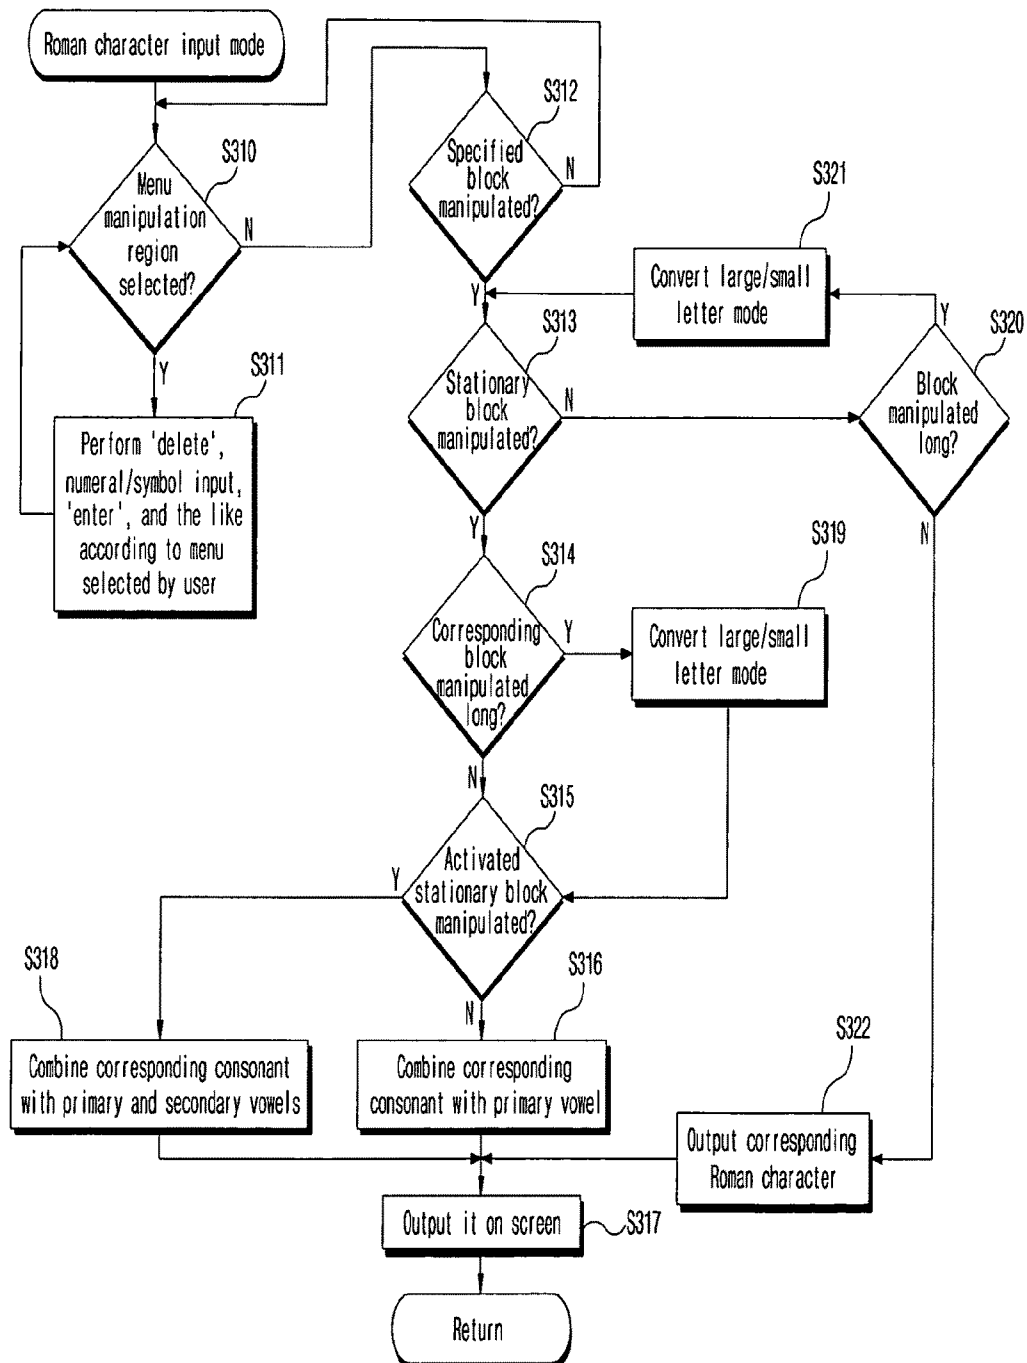 Roman character input mode
S310
Menu
manipulation
region
selected?
N
Y
S311
Perform 'delete',
numeral/symbol input,
'enter', and the like
according to menu
selected by user
S312
Specified
block
manipulated?
N
Y
S321
Convert large/small
letter mode
S313
Stationary
block
manipulated?
N
Y
S320
Block
manipulated
long?
Y
N
S314
Corresponding
block
manipulated
long?
Y
N
S319
Convert large/small
letter mode
S315
Activated
stationary block
manipulated?
Y
N
S318
Combine corresponding consonant
with primary and secondary vowels
S316
Combine corresponding
consonant with primary vowel
S322
Output corresponding
Roman character
Output it on screen
S317
Return